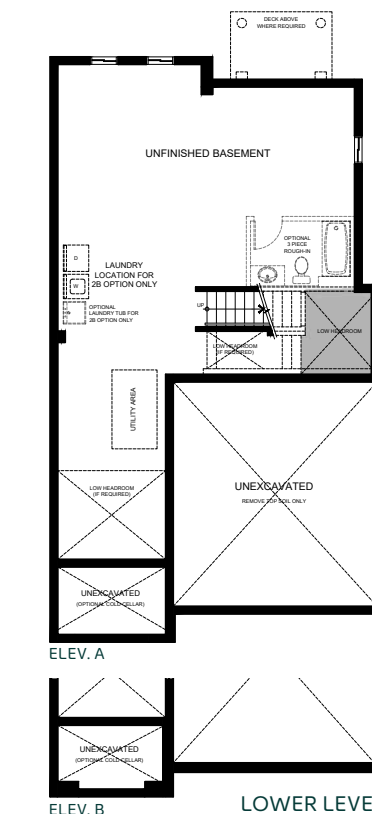 DECK ABOVE
WHERE REQUIRED
UNFINISHED BASEMENT
OPTIONAL
3 PIECE
ROUGH-IN
D
W
LAUNDRY
LOCATION FOR
2B OPTION ONLY
OPTIONAL
LAUNDRY TUB FOR
2B OPTION ONLY
UP
LOW HEADROOM
(IF REQUIRED)
LOW HEADROOM
UTILITY AREA
LOW HEADROOM
(IF REQUIRED)
UNEXCAVATED
REMOVE TOP SOIL ONLY
UNEXCAVATED
(OPTIONAL COLD CELLAR)
ELEV. A
UNEXCAVATED
(OPTIONAL COLD CELLAR)
ELEV. B
LOWER LEVE